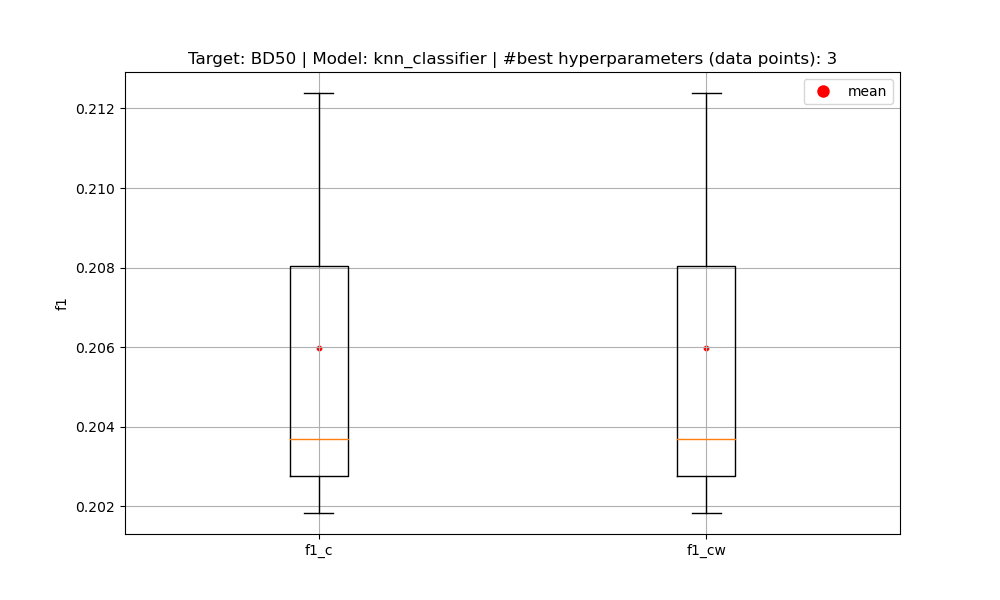 Target: BD50 | Model: knn_classifier | #best hyperparameters (data points): 3
mean
0.212
0.210
0.208
0.206
0.204
0.202
f1
f1_c
f1_cw